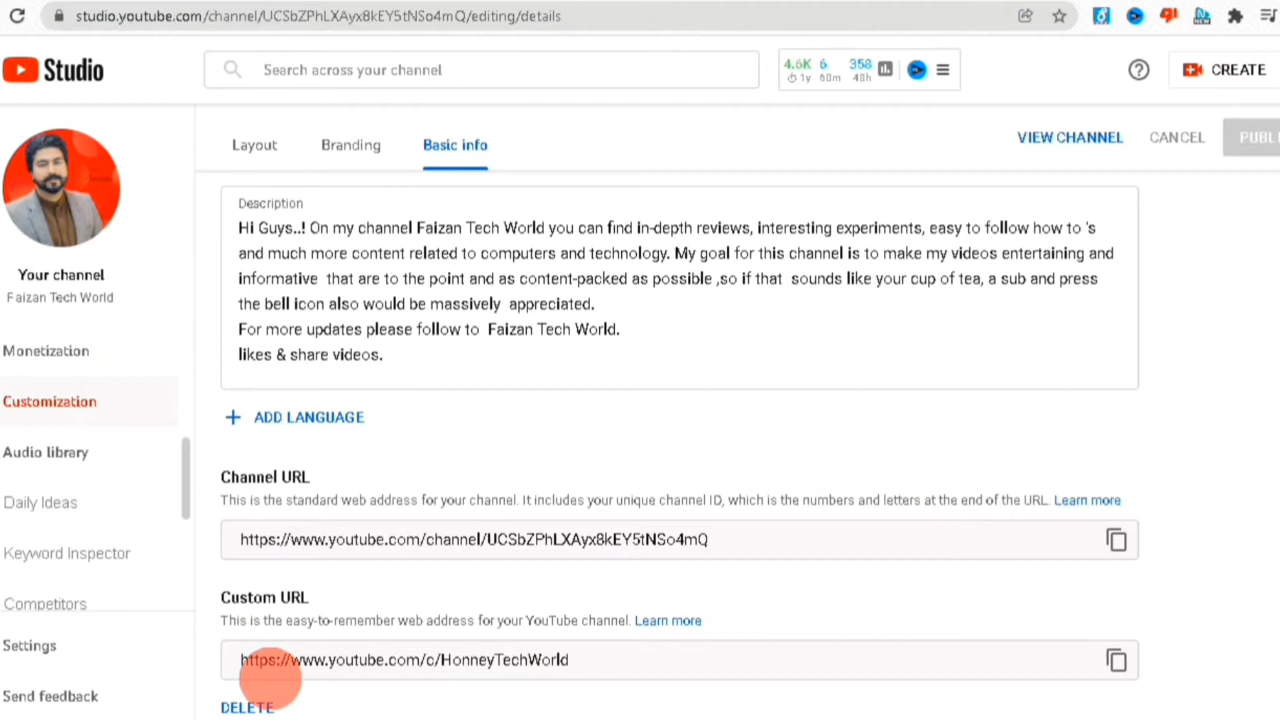 studio.youtube.com/channel/UCSbZPhLXAyx8kEY5tNSo4mQ/editing/details
Studio
Search across your channel
4.6K 6 358
1y 60m 48h
CREATE
Layout Branding Basic info
VIEW CHANNEL CANCEL PUBL
Your channel
Faizan Tech World
Monetization
Customization
Audio library
Daily Ideas
Keyword Inspector
Competitors
Settings
Send feedback
Description
Hi Guys..! On my channel Faizan Tech World you can find in-depth reviews, interesting experiments, easy to follow how to 's
and much more content related to computers and technology. My goal for this channel is to make my videos entertaining and
informative  that are to the point and as content-packed as possible ,so if that  sounds like your cup of tea, a sub and press
the bell icon also would be massively  appreciated.
For more updates please follow to  Faizan Tech World.
likes & share videos.
ADD LANGUAGE
Channel URL
This is the standard web address for your channel. It includes your unique channel ID, which is the numbers and letters at the end of the URL. Learn more
https://www.youtube.com/channel/UCSbZPhLXAyx8kEY5tNSo4mQ
Custom URL
This is the easy-to-remember web address for your YouTube channel. Learn more
https://www.youtube.com/c/HonneyTechWorld
DELETE